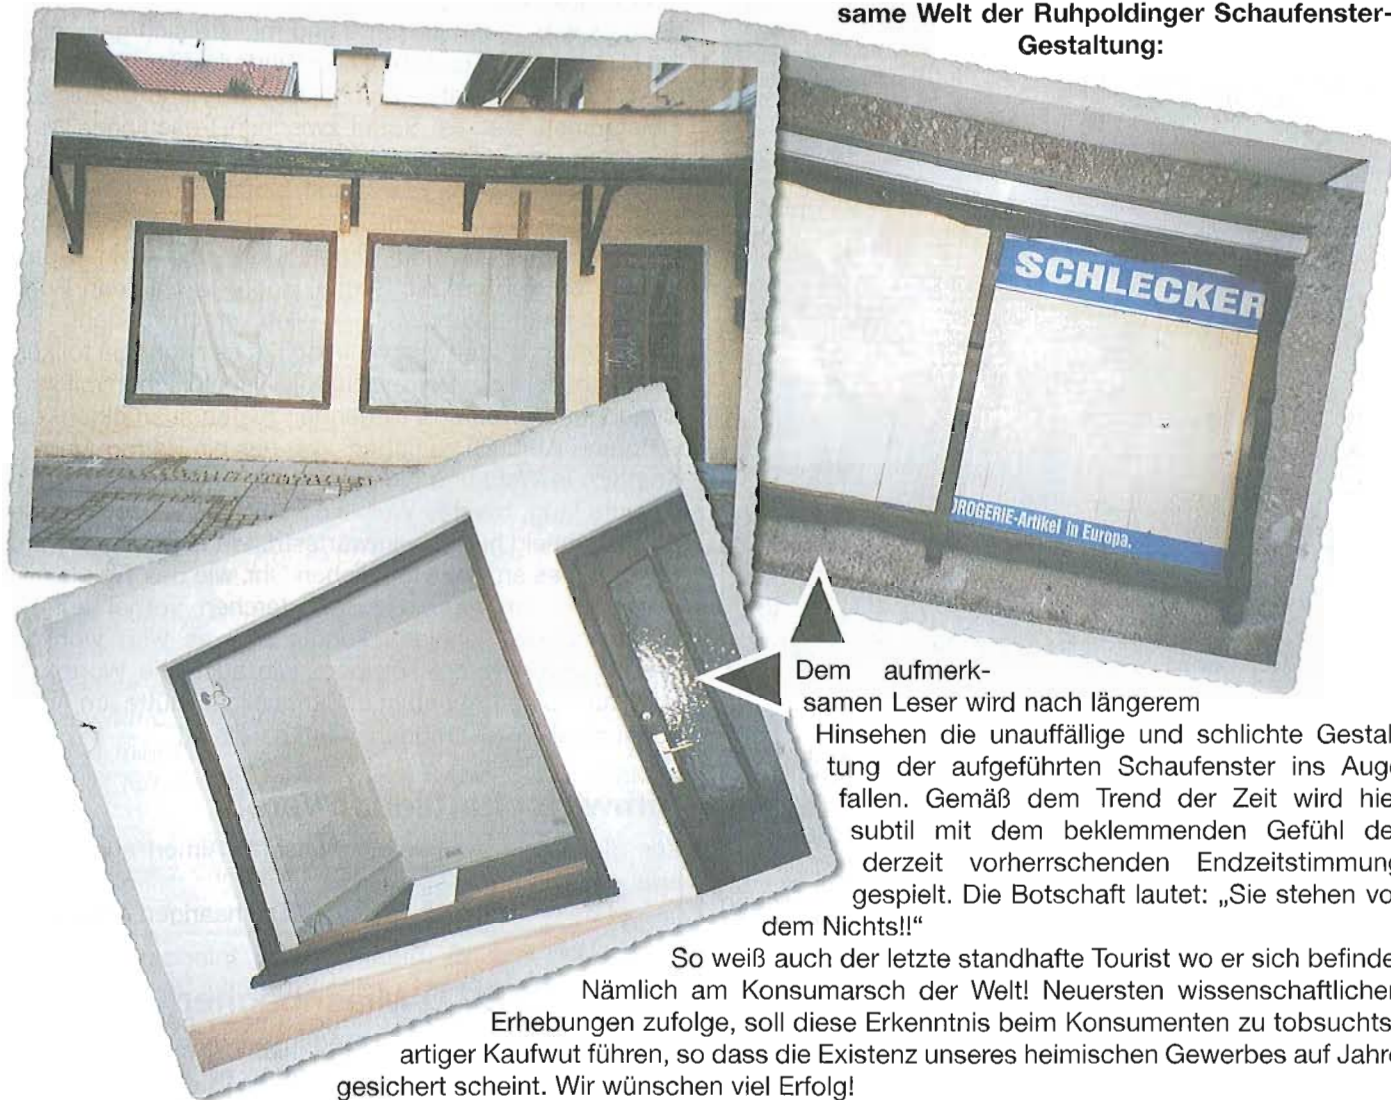 same Welt der Ruhpoldinger Schaufenster-
Gestaltung:
SCHLECKER
DROGERIE-Artikel in Europa.
Dem aufmerk-
samen Leser wird nach längerem
Hinsehen die unauffällige und schlichte Gestal
tung der aufgeführten Schaufenster ins Auge
fallen. Gemäß dem Trend der Zeit wird hie
subtil mit dem beklemmenden Gefühl de
derzeit vorherrschenden Endzeitstimmung
gespielt. Die Botschaft lautet: „Sie stehen vo
dem Nichts!!“
So weiß auch der letzte standhafte Tourist wo er sich befinde
Nämlich am Konsumarsch der Welt! Neuersten wissenschaftlicher
Erhebungen zufolge, soll diese Erkenntnis beim Konsumenten zu tobsuchts
artiger Kaufwut führen, so dass die Existenz unseres heimischen Gewerbes auf Jahre
gesichert scheint. Wir wünschen viel Erfolg!